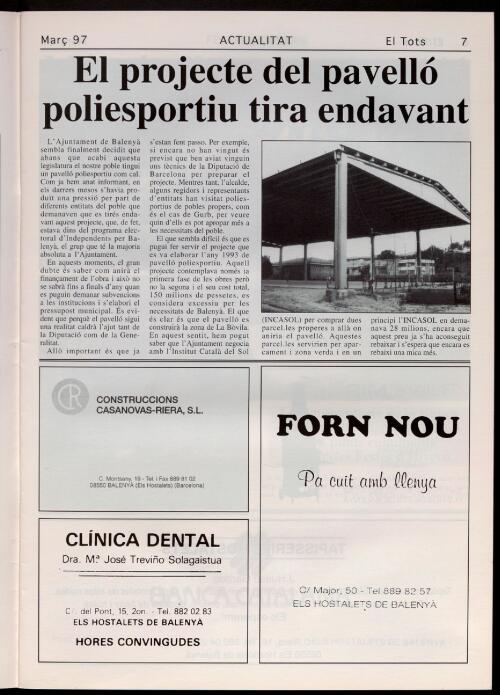 Març 97
ACTUALITAT
El Tots 7
El projecte del pavelló
poliesportiu tira endavant
L'Ajuntament de Balenyà
sembla finalment decidit que
abans que acabi aquesta
legislatura el nostre poble tingui
un pavelló poliesportiu com cal.
Com ja hem anat informant, en
els darrers mesos s'havia pro-
duït una pressió per part de
diferents entitats del poble que
demanaven que es tirés enda-
vant aquest projecte, que, de fet,
estava dins del programa elec-
toral d'Independents per Ba-
lenyà, el grup que té la majoria
absoluta a l'Ajuntament.
En aquests moments, el gran
dubte és saber com anirà el
finançament de l'obra i això no
se sabrà fins a finals d'any quan
es puguin demanar subvencions
a les institucions i s'elabori el
pressupost municipal. És evi-
dent que perquè el pavelló sigui
una realitat caldrà l'ajut tant de
la Diputació com de la Gene-
ralitat.
Allò important és que ja
s'estan fent passos. Per exemple,
si encara no han vingut és
previst que ben aviat vinguin
uns tècnics de la Diputació de
Barcelona per preparar el
projecte. Mentres tant, l'alcalde,
alguns regidors i representants
d'entitats han visitat poliespor-
tius de pobles propers, com
és el cas de Gurb, per veure
quin d'ells es pot apropar més a
les necessitats del poble.
El que sembla difícil és que es
pugui fer servir el projecte que
es va elaborar l'any 1993 de
pavelló poliesportiu. Aquell
projecte contemplava només la
primera fase de les obres però
no la segona i el seu cost total,
150 milions de pessetes, es
considera excessiu per les
necessitats de Balenyà. El que
és clar és que el pavelló es
construirà la zona de La Bòvila.
En aquest sentit, hem pogut
saber que l'Ajuntament negocia
amb l'Institut Català del Sòl
(INCASOL) per comprar dues
parcel.les properes a allà on
aniria el pavelló. Aquestes
parcel.les servirien per apar-
cament i zona verda i en un
principi l'INCASOL en dema-
nava 28 milions, encara que
aquest preu ja s'ha aconseguit
rebaixar i s'espera que encara es
rebaixi una mica més.
CR
CONSTRUCCIONS
CASANOVAS-RIERA, S.L.
C. Montseny, 19 - Tel. i Fax 889 81 02
08550 BALENYÀ (Els Hostalets) (Barcelona)
FORN NOU
Pa cuit amb llenya
C/ Major, 50 - Tel 889 82 57
ELS HOSTALETS DE BALENYÀ
CLÍNICA DENTAL
Dra. Mª José Treviño Solagaistua
C/. del Pont, 15, 2on. - Tel. 882 02 83
ELS HOSTALETS DE BALENYÀ
HORES CONVINGUDES